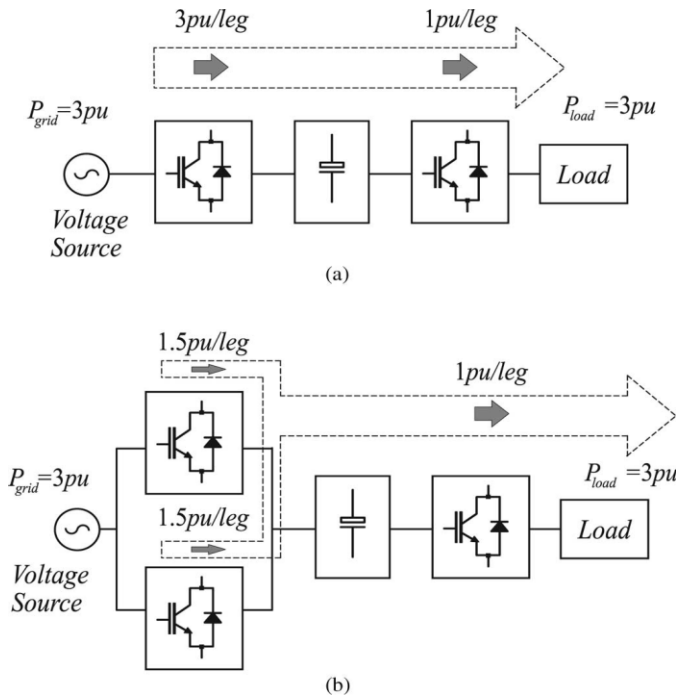 3pu/leg 1pu/leg
P_grid=3pu P_load=3pu
Voltage Source
Load
(a)
1.5pu/leg
1pu/leg
P_grid=3pu P_load =3pu
1.5pu/leg
Voltage Source
Load
(b)